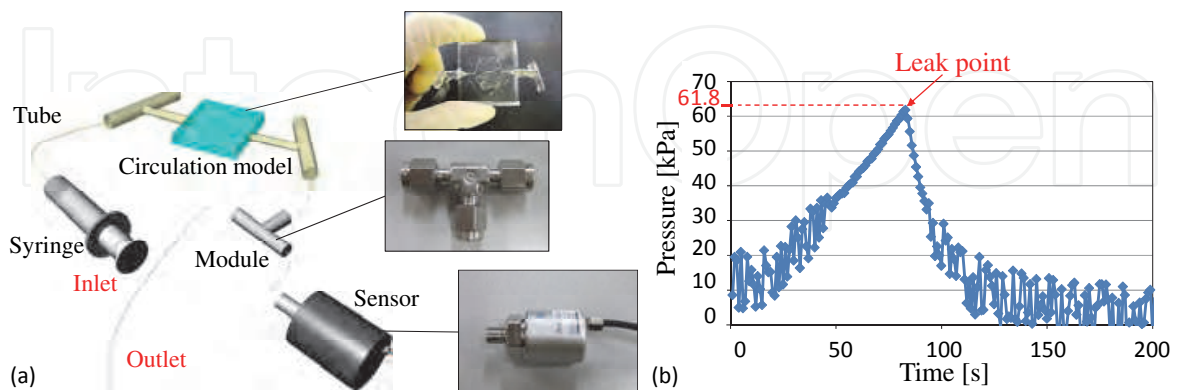 IntechOpen
Tube
Circulation model
Syringe
Inlet
Module
Sensor
Outlet
(a)
Leak point
70
61.8
60
50
40
30
20
10
0
Pressure [kPa]
0 50 100 150 200
Time [s]
(b)